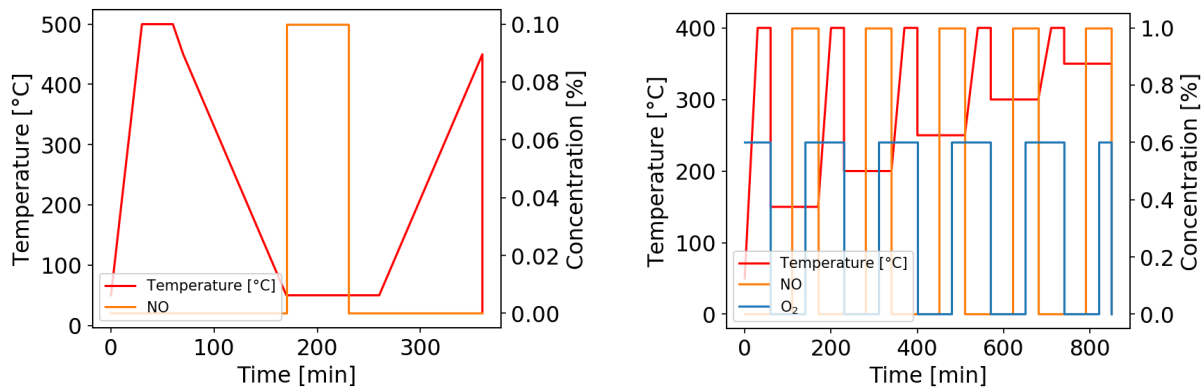 500
400
300
200
100
0
Temperature [°C]
0.10
0.08
0.06
0.04
0.02
0.00
Concentration [%]
Temperature [°C]
NO
0
100
200
300
Time [min]
400
300
200
100
0
Temperature [°C]
1.0
0.8
0.6
0.4
0.2
0.0
Concentration [%]
Temperature [°C]
NO
O₂
0
200
400
600
800
Time [min]